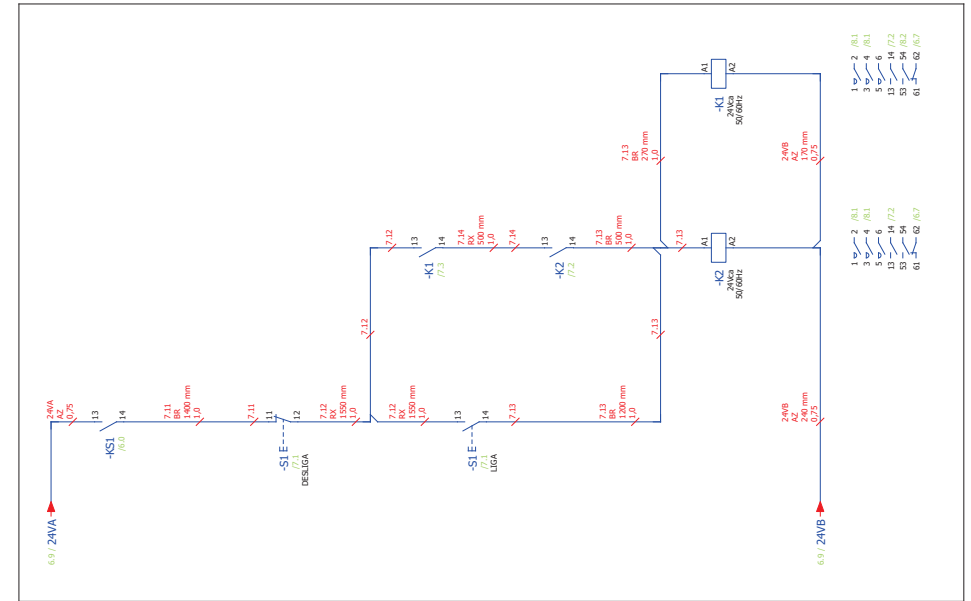 6.9 / 24VA
24VA
AZ
0,75
13
14
-KS1
/6.0
7.11
BR
1400 mm
1,0
7.11
11
12
-S1 E
/7.1
DESLIGA
7.12
RX
1550 mm
1,0
7.12
7.12
RX
1550 mm
1,0
13
14
-S1 E
/7.1
LIGA
7.13
7.13
BR
1200 mm
1,0
7.13
7.12
13
14
-K1
/7.3
7.14
RX
500 mm
1,0
7.14
13
14
-K2
/7.2
7.13
BR
500 mm
1,0
7.13
7.13
BR
270 mm
1,0
A1
A2
-K1
24Vca
50/60Hz
A1
A2
-K2
24Vca
50/60Hz
24VB
AZ
170 mm
0,75
24VB
AZ
240 mm
0,75
6.9 / 24VB
1 2 /8.1
3 4 /8.1
5 6
13 14 /7.2
53 54
61 62 /6.7
1 2 /8.1
3 4 /8.1
5 6
13 14 /7.2
53 54 /8.2
61 62 /6.7